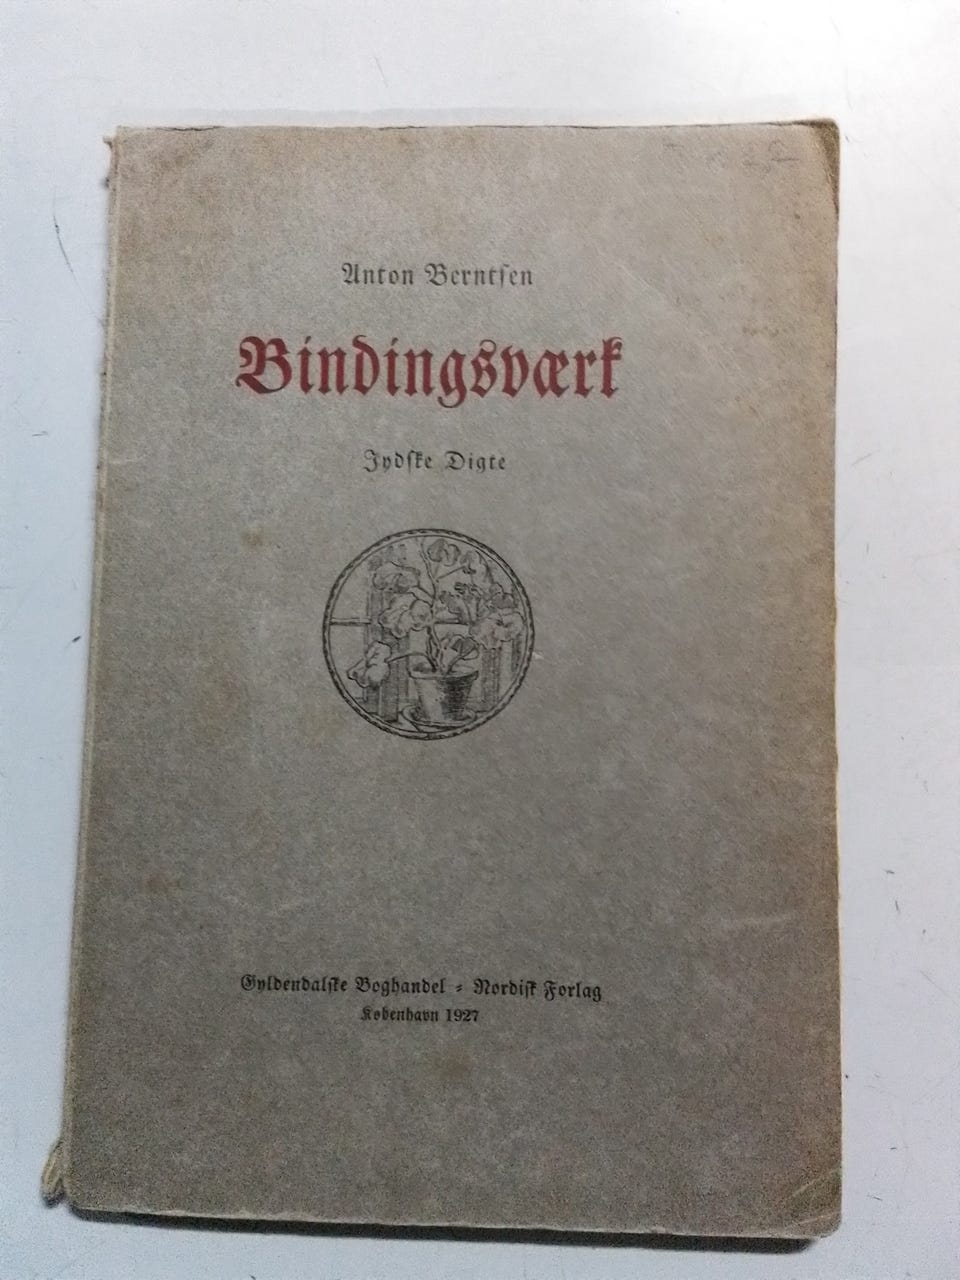 Anton Berntsen
Bindingsværk
Jydske Digte
Gyldendalske Boghandel - Nordisk Forlag
København 1927